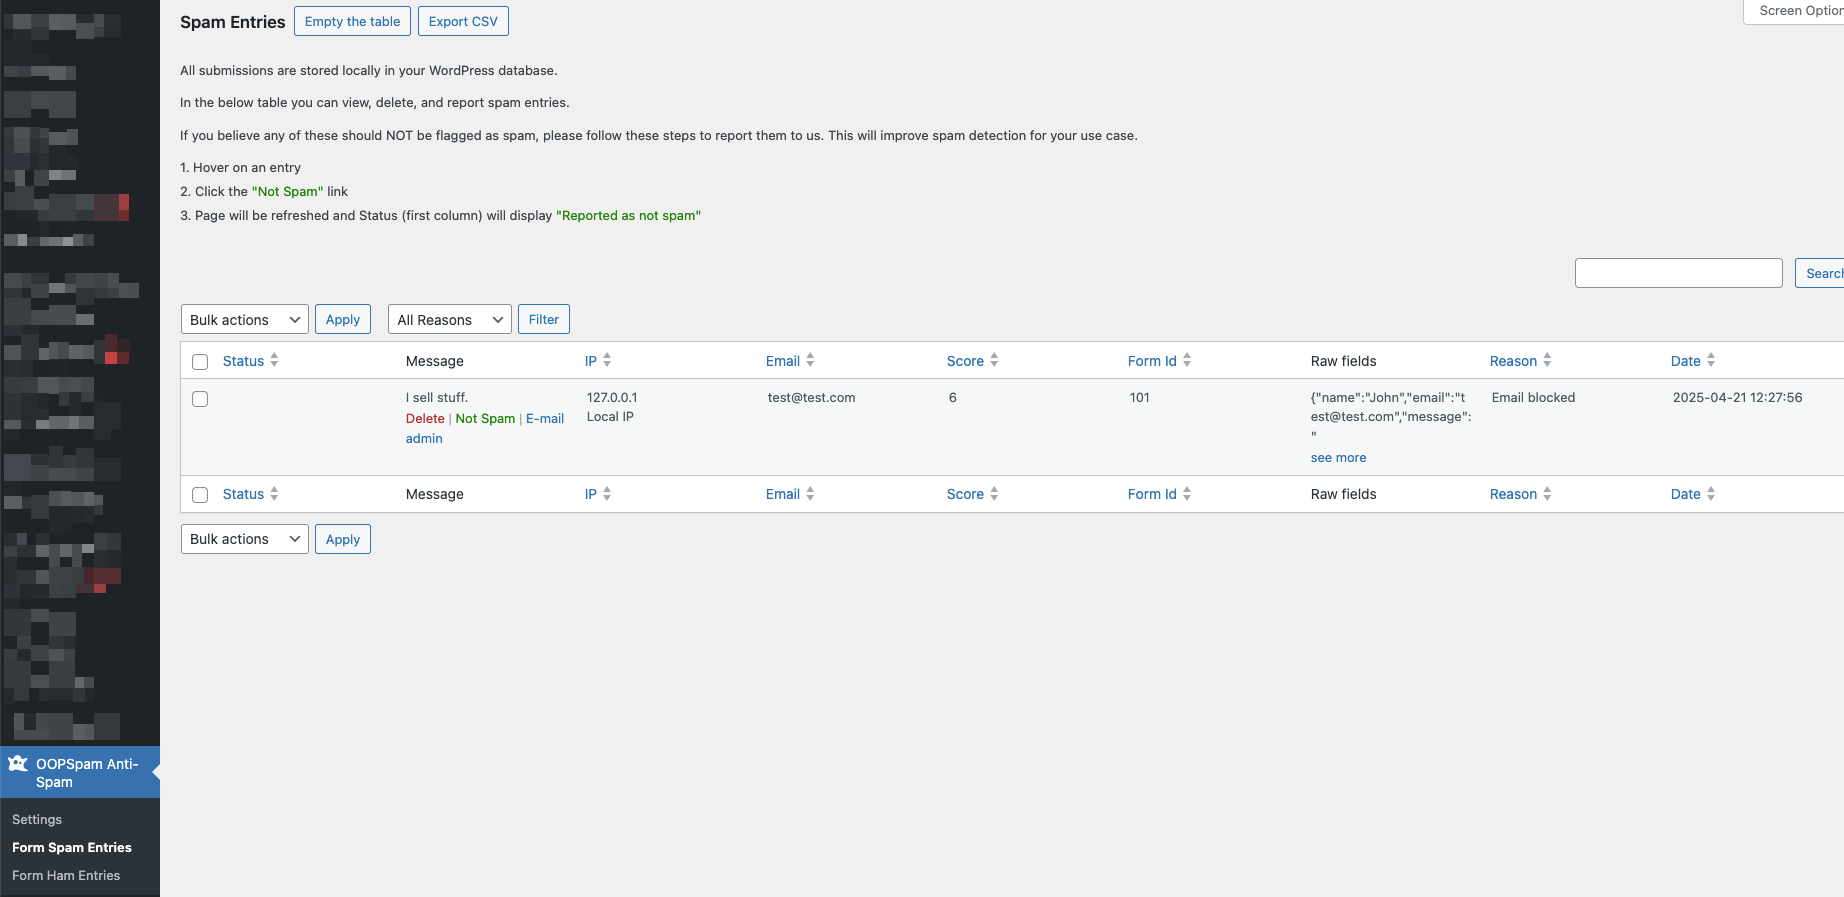 Screen Option
Spam Entries Empty the table Export CSV
All submissions are stored locally in your WordPress database.
In the below table you can view, delete, and report spam entries.
If you believe any of these should NOT be flagged as spam, please follow these steps to report them to us. This will improve spam detection for your use case.
1. Hover on an entry
2. Click the "Not Spam" link
3. Page will be refreshed and Status (first column) will display "Reported as not spam"
Search
Bulk actions Apply All Reasons Filter
Status Message IP Email Score Form Id Raw fields Reason Date
I sell stuff. 127.0.0.1 test@test.com 6 101 {"name":"John","email":"t Email blocked 2025-04-21 12:27:56
Delete | Not Spam | E-mail Local IP est@test.com","message":
admin "
see more
Status Message IP Email Score Form Id Raw fields Reason Date
Bulk actions Apply
OOPSpam Anti-
Spam
Settings
Form Spam Entries
Form Ham Entries